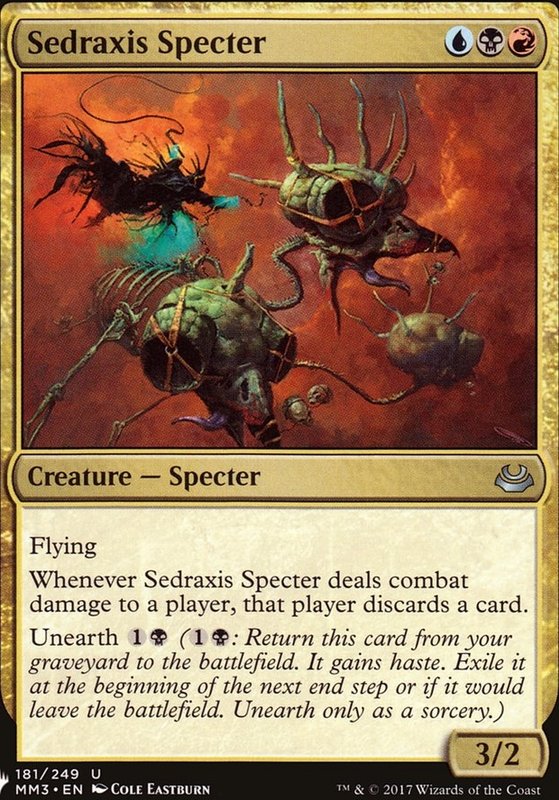 Sedraxis Specter
Creature — Specter
Flying
Whenever Sedraxis Specter deals combat
damage to a player, that player discards a card.
Unearth 1 (1: Return this card from your
graveyard to the battlefield. It gains haste. Exile it
at the beginning of the next end step or if it would
leave the battlefield. Unearth only as a sorcery.)
3/2
181/249 U
MM3 • EN Cole Eastburn
™ & © 2017 Wizards of the Coast